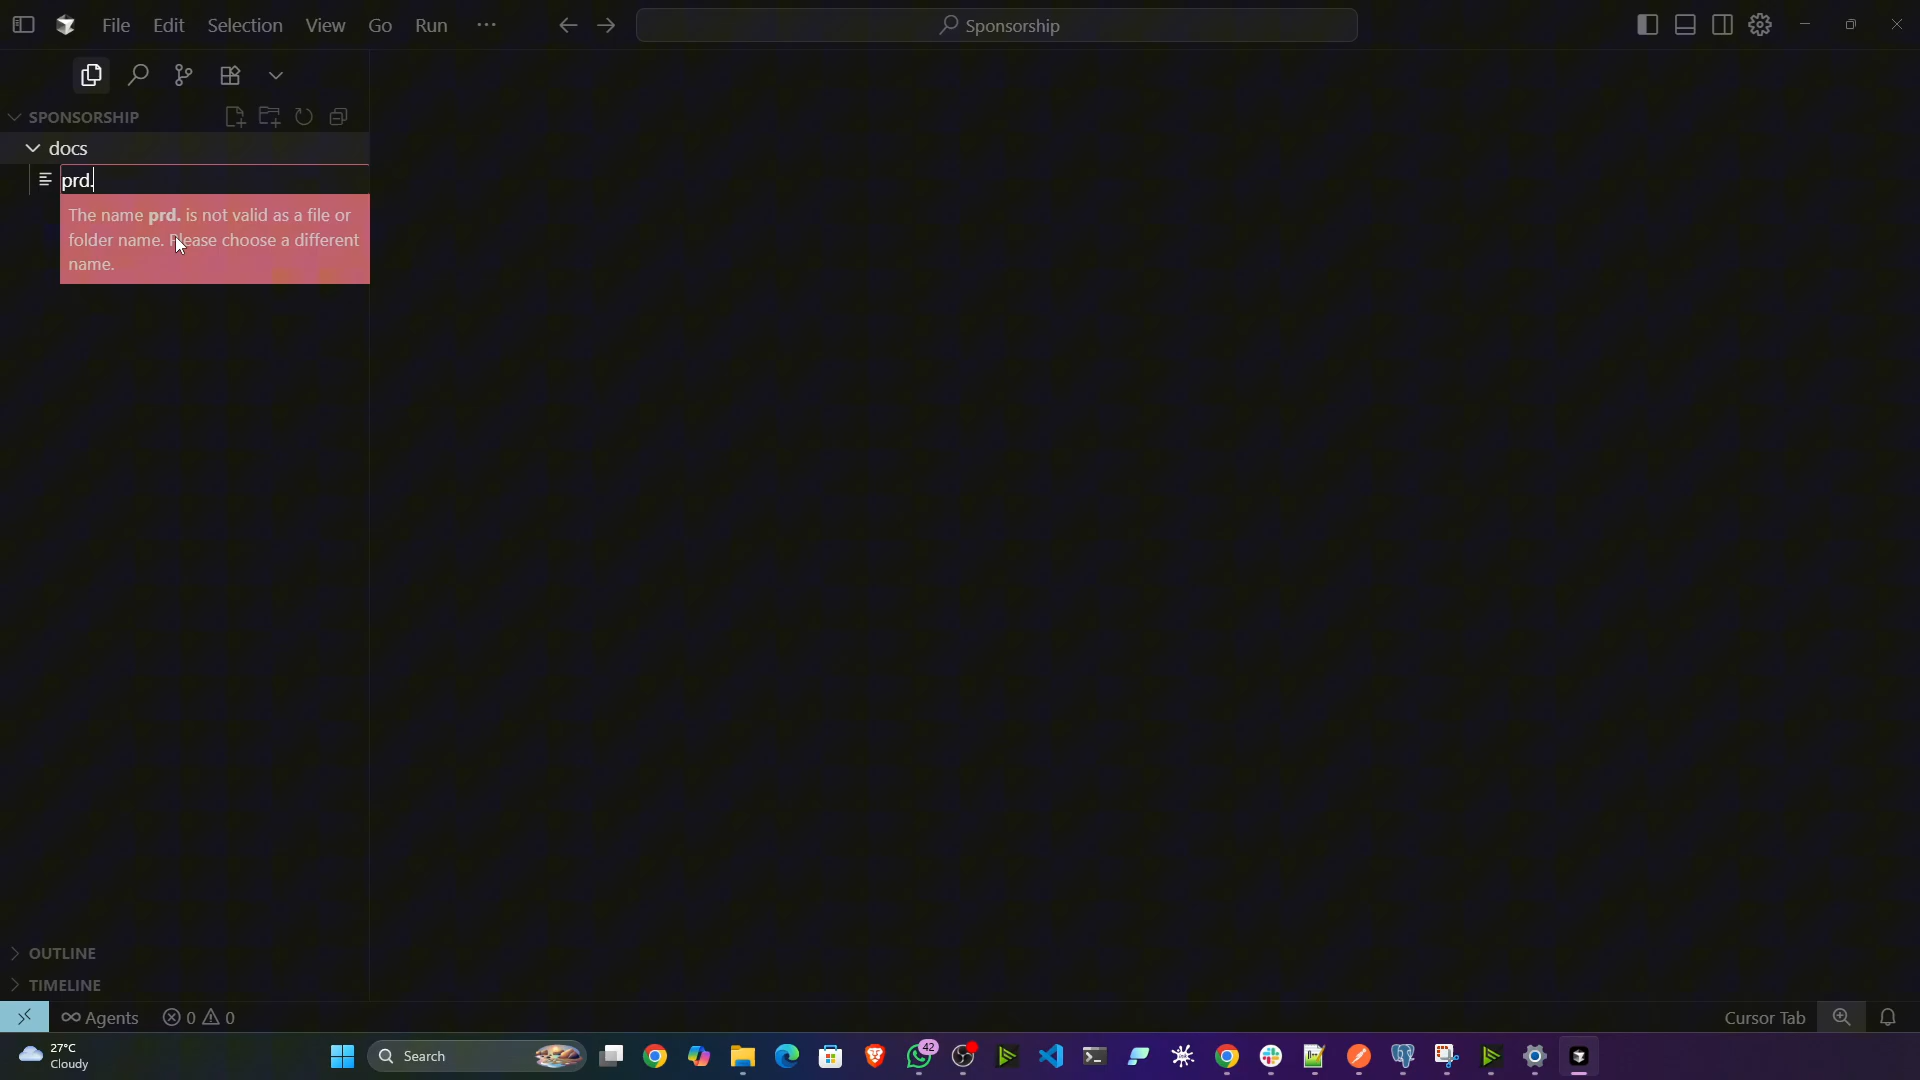 File Edit Selection View Go Run ···
Sponsorship
SPONSORSHIP
docs
prd.
The name prd. is not valid as a file or
folder name. Please choose a different
name.
OUTLINE
TIMELINE
Agents 0 0
Cursor Tab
27°C
Cloudy
Search
42